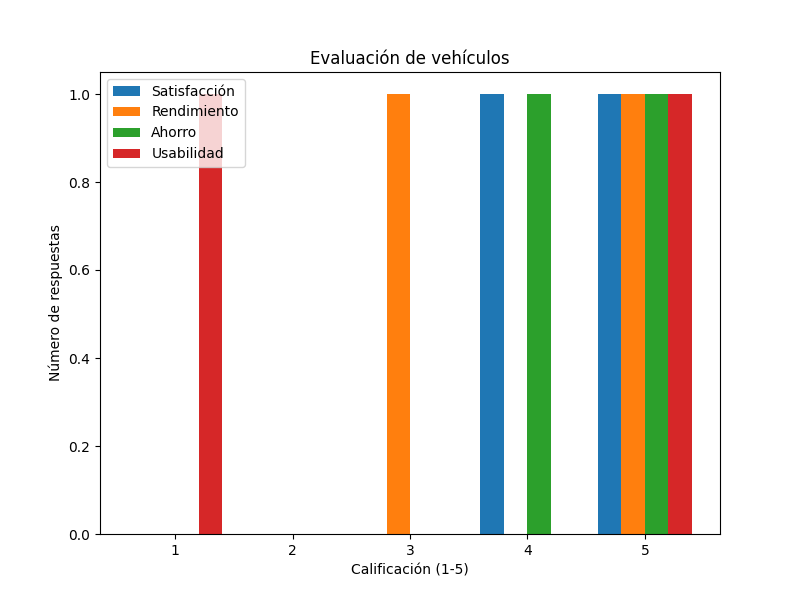 Evaluación de vehículos
Satisfacción
Rendimiento
Ahorro
Usabilidad
1.0
0.8
0.6
0.4
0.2
0.0
Número de respuestas
1 2 3 4 5
Calificación (1-5)